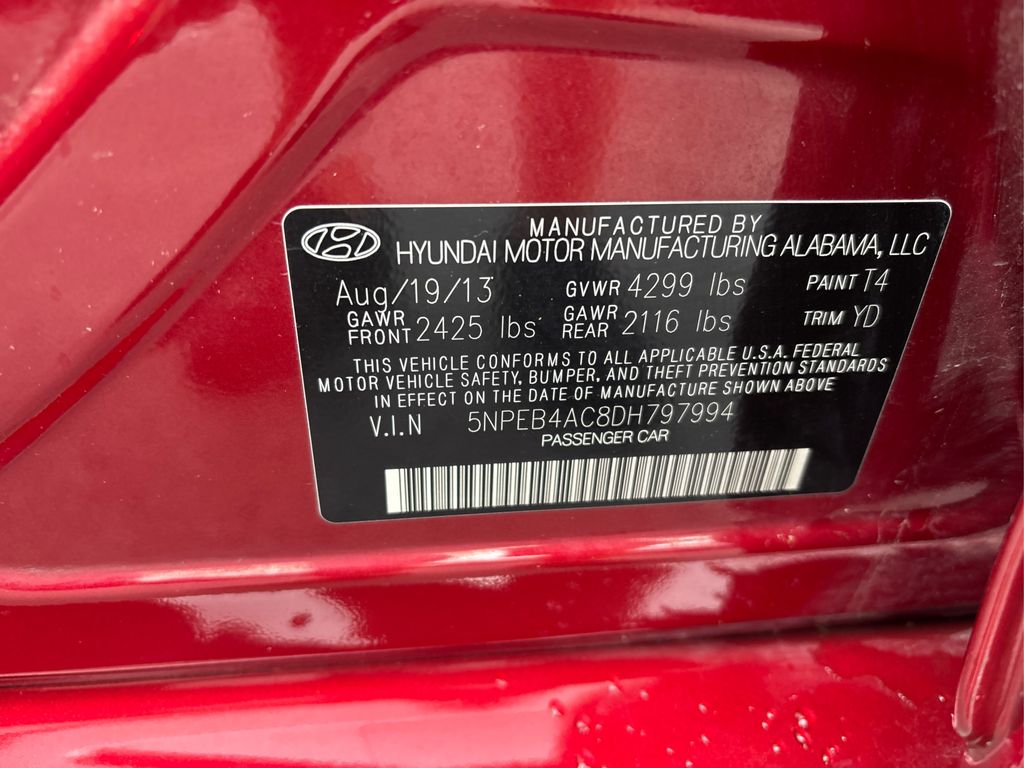 MANUFACTURED BY
HYUNDAI MOTOR MANUFACTURING ALABAMA, LLC
Aug/19/13 GVWR 4299 lbs PAINT T4
GAWR FRONT 2425 lbs GAWR REAR 2116 lbs TRIM YD
THIS VEHICLE CONFORMS TO ALL APPLICABLE U.S.A. FEDERAL
MOTOR VEHICLE SAFETY, BUMPER, AND THEFT PREVENTION STANDARDS
IN EFFECT ON THE DATE OF MANUFACTURE SHOWN ABOVE
V.I.N 5NPEB4AC8DH797994
PASSENGER CAR